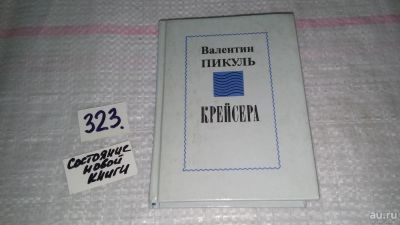 Валентин
ПИКУЛЬ
КРЕЙСЕРА
323.
СОСТОЯНИЕ
НОВОЙ
КНИГИ
au.ru